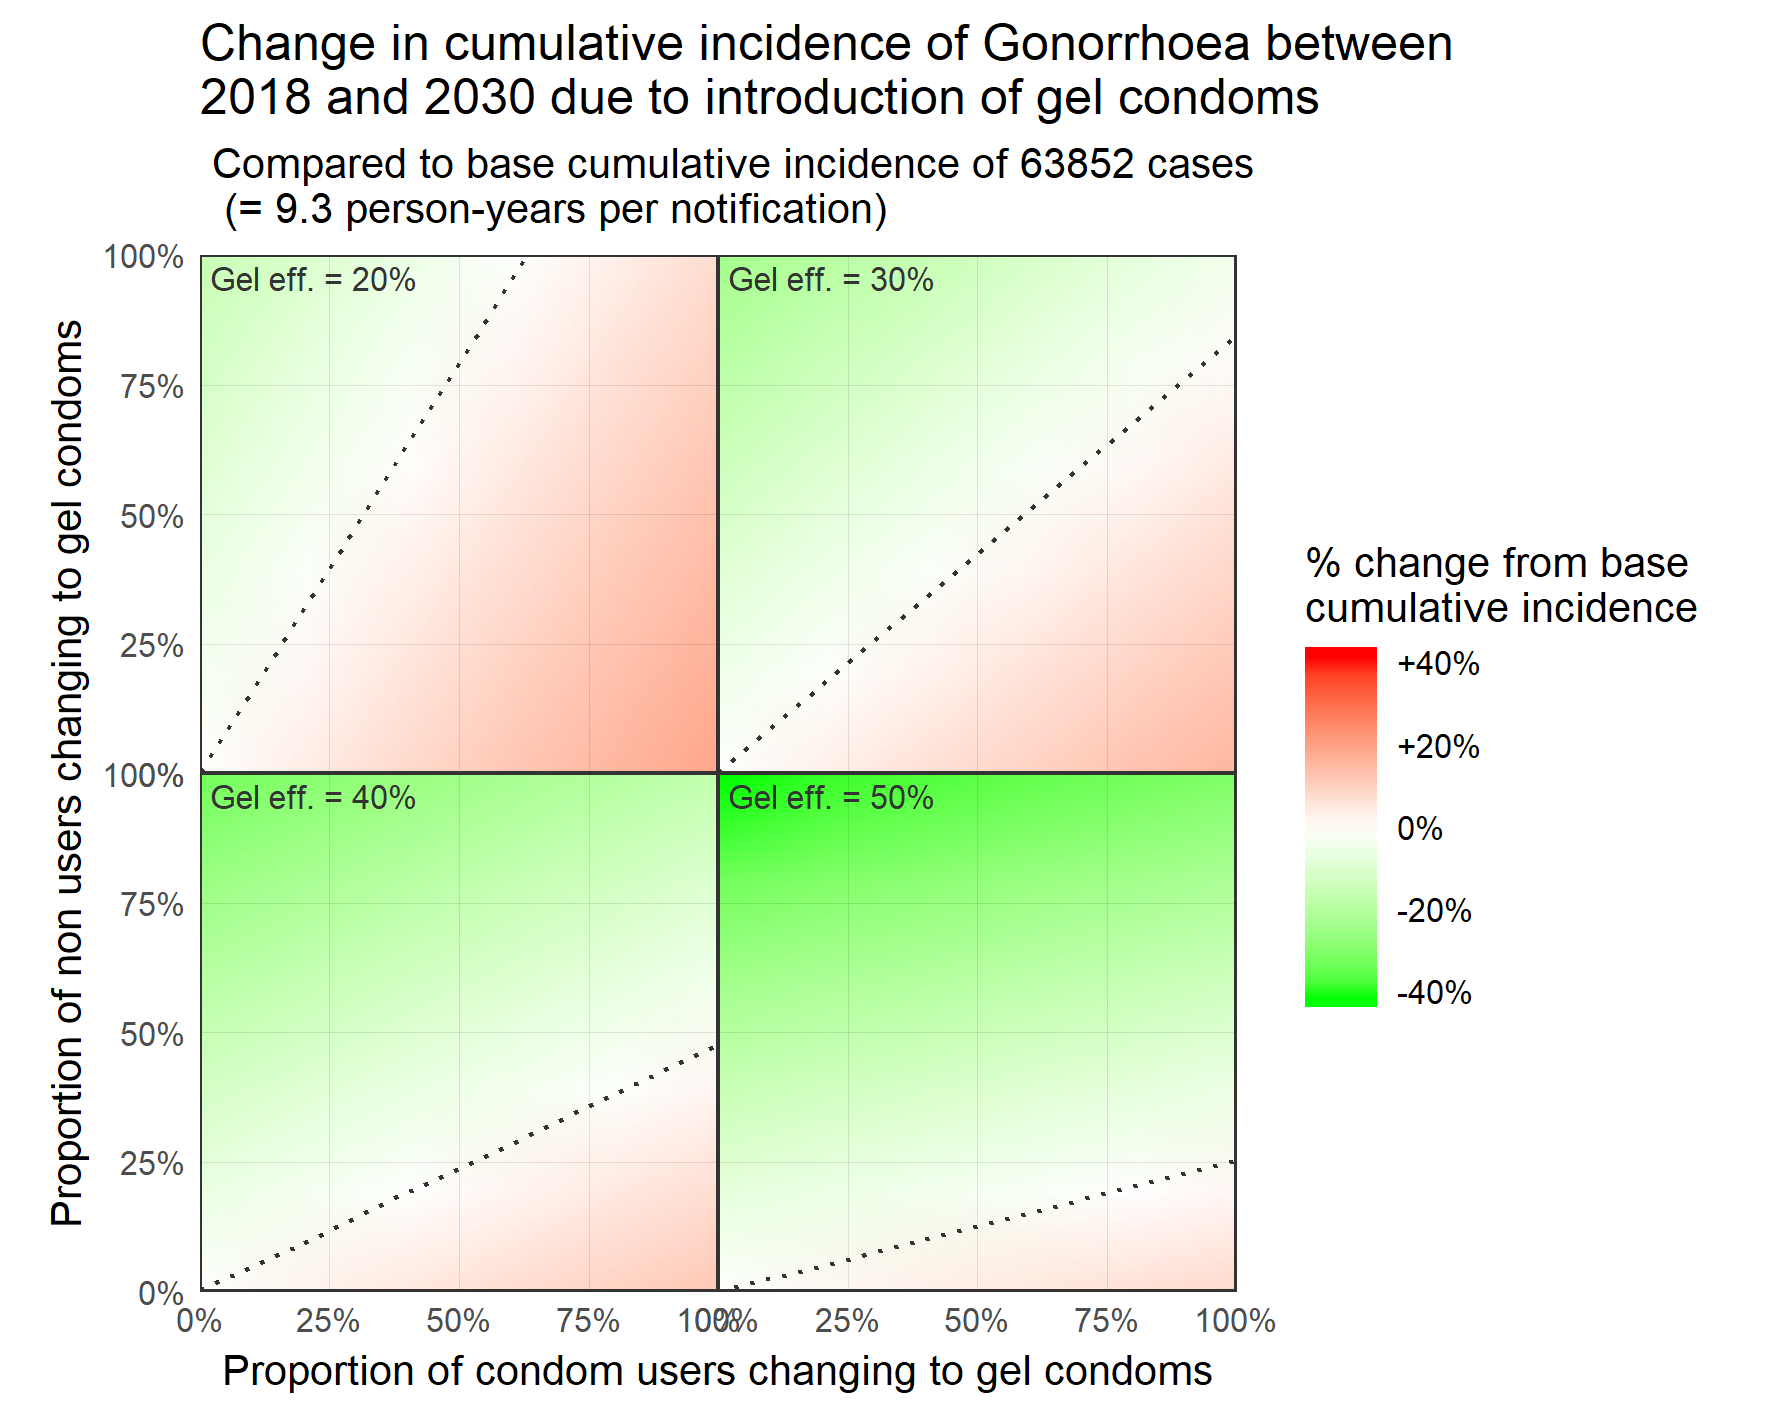 Change in cumulative incidence of Gonorrhoea between
2018 and 2030 due to introduction of gel condoms
Compared to base cumulative incidence of 63852 cases
(= 9.3 person-years per notification)
Proportion of non users changing to gel condoms
100%
75%
50%
25%
100%
75%
50%
25%
0%
Gel eff. = 20%
Gel eff. = 30%
Gel eff. = 40%
Gel eff. = 50%
0%
25%
50%
75%
100%
0%
25%
50%
75%
100%
Proportion of condom users changing to gel condoms
% change from base
cumulative incidence
+40%
+20%
0%
-20%
-40%